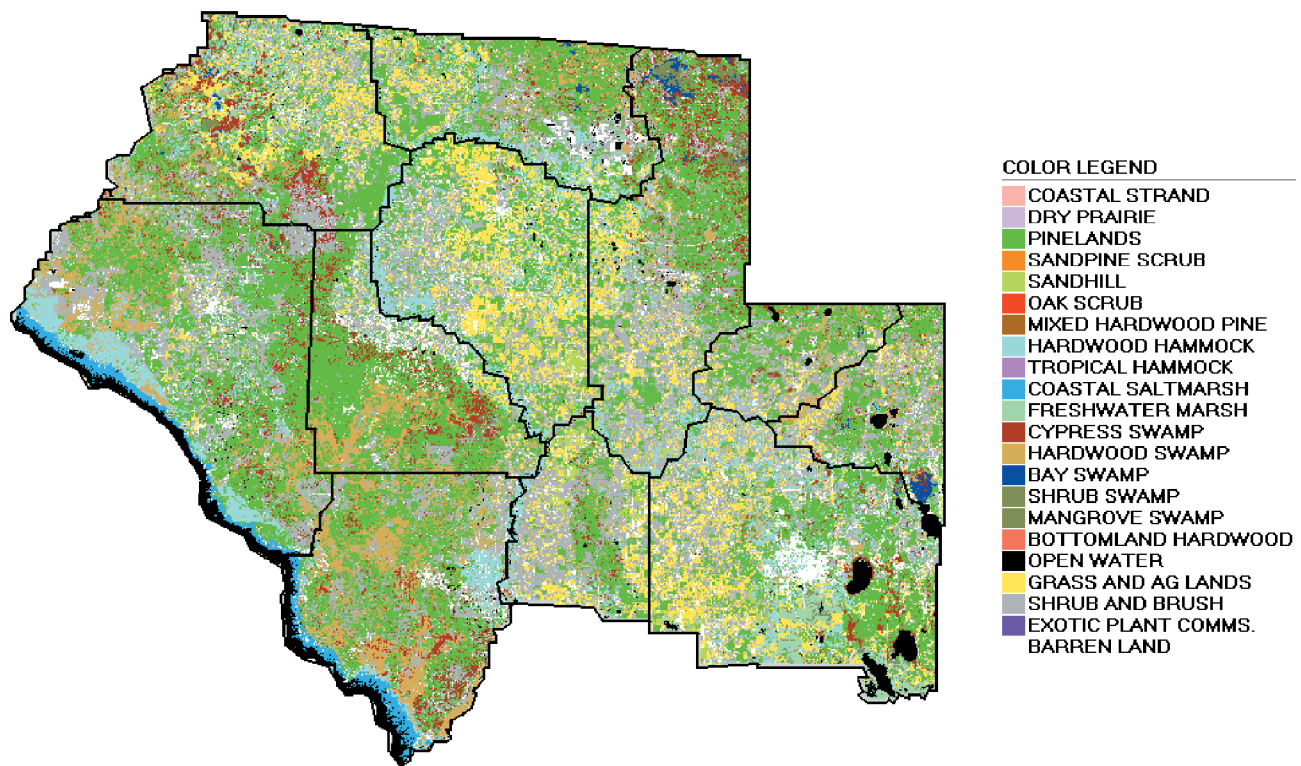 COLOR LEGEND
COASTAL STRAND
DRY PRAIRIE
PINELANDS
SANDPINE SCRUB
SANDHILL
OAK SCRUB
MIXED HARDWOOD PINE
HARDWOOD HAMMOCK
TROPICAL HAMMOCK
COASTAL SALTMARSH
FRESHWATER MARSH
CYPRESS SWAMP
HARDWOOD SWAMP
BAY SWAMP
SHRUB SWAMP
MANGROVE SWAMP
BOTTOMLAND HARDWOOD
OPEN WATER
GRASS AND AG LANDS
SHRUB AND BRUSH
EXOTIC PLANT COMMS.
BARREN LAND